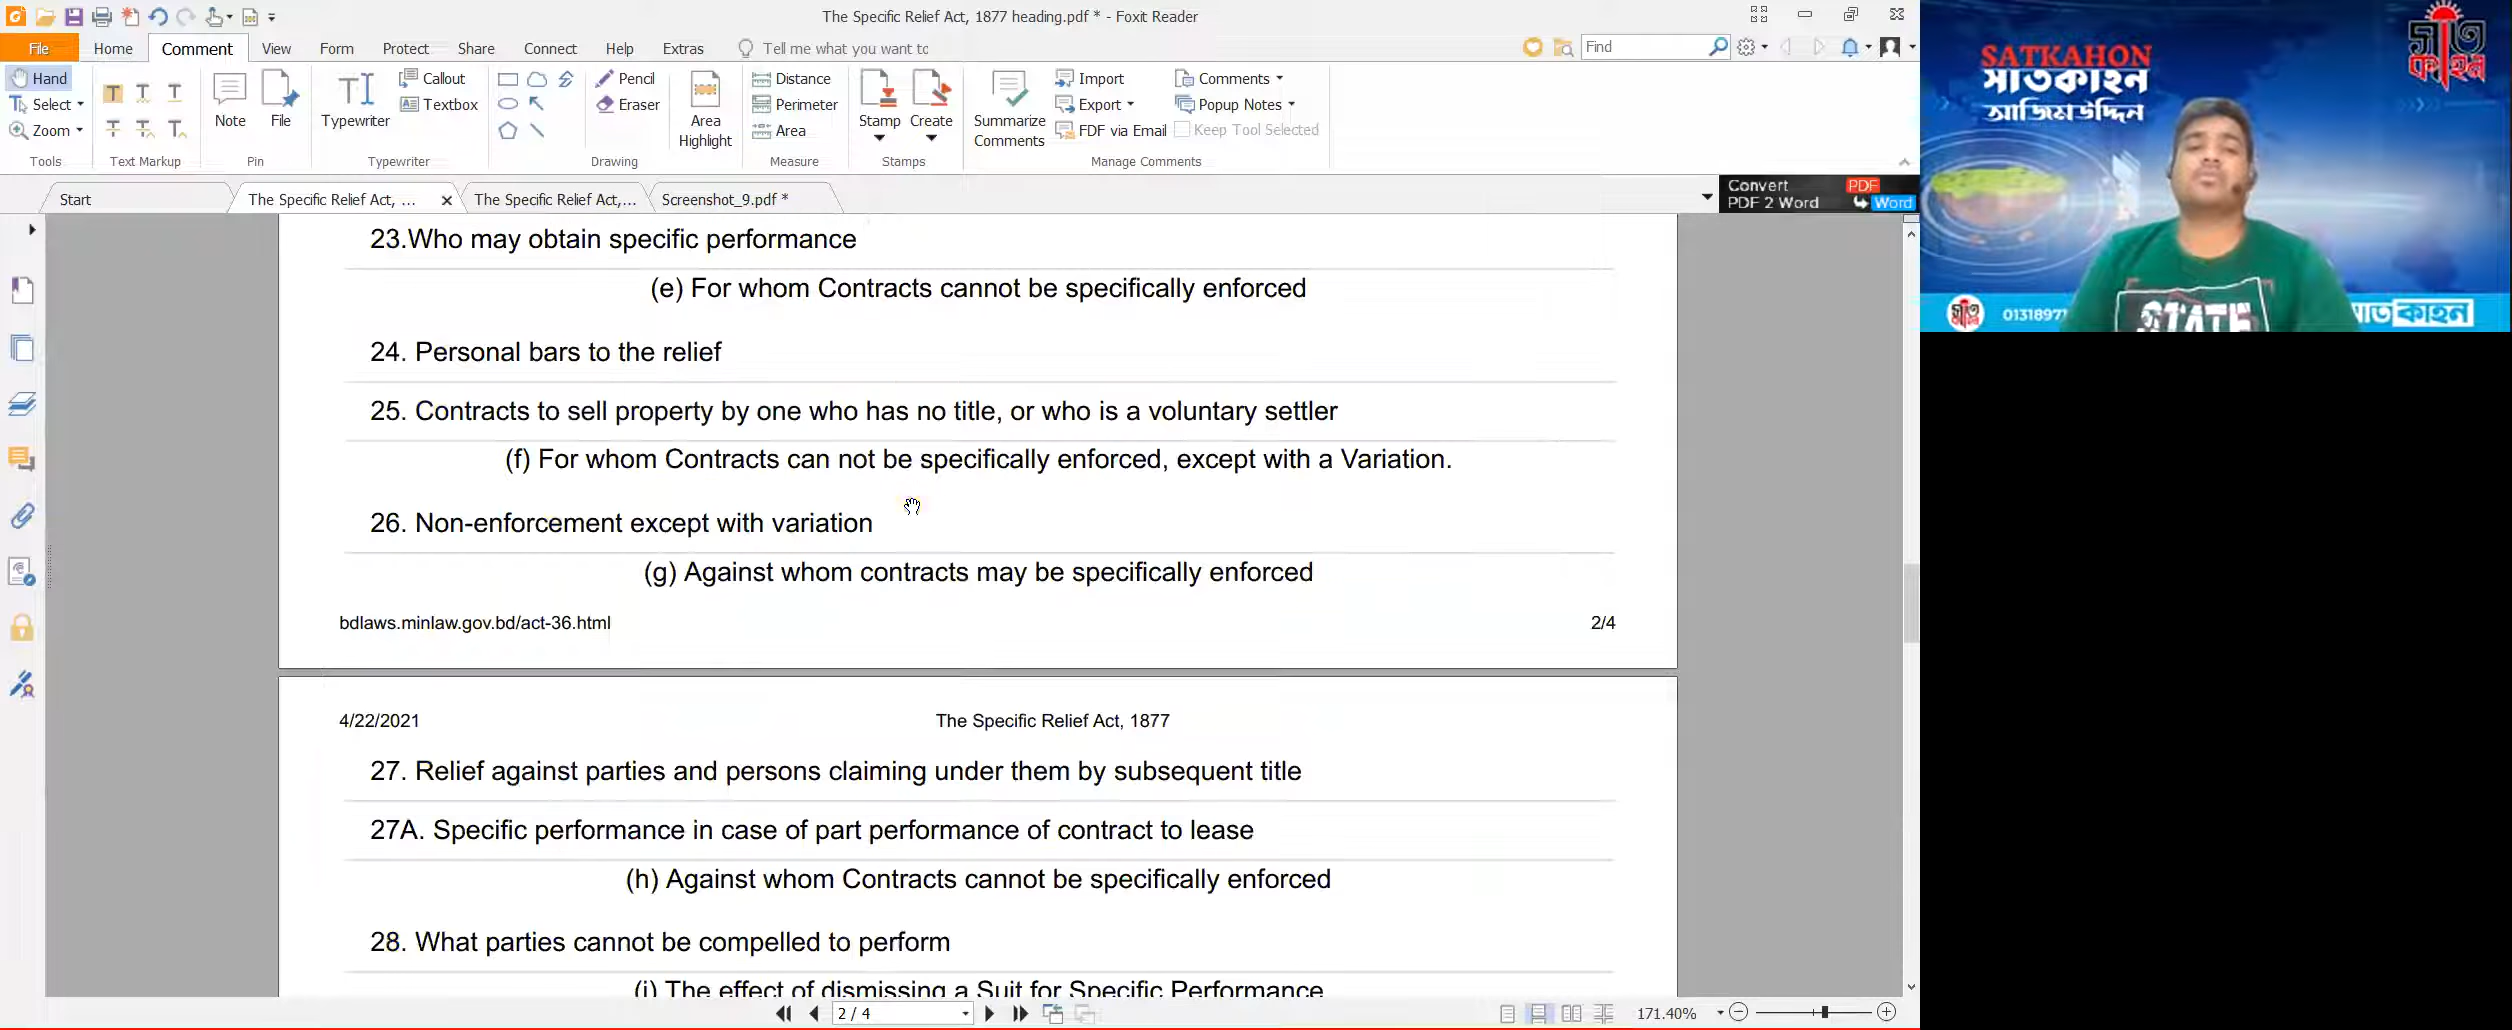 The Specific Relief Act, 1877 heading.pdf * - Foxit Reader
File Home Comment View Form Protect Share Connect Help Extras Tell me what you want to Find
Hand
Select
Zoom
Tools
Text Markup
Note
File
Pin
Typewriter
Callout
Textbox
Typewriter
Pencil
Eraser
Drawing
Area
Highlight
Distance
Perimeter
Area
Measure
Stamp
Create
Stamps
Summarize
Comments
Import
Export
FDF via Email
Comments
Popup Notes
Keep Tool Selected
Manage Comments
Start
The Specific Relief Act, ...
The Specific Relief Act,...
Screenshot_9.pdf *
Convert PDF
PDF 2 Word Word
23.Who may obtain specific performance
(e) For whom Contracts cannot be specifically enforced
24. Personal bars to the relief
25. Contracts to sell property by one who has no title, or who is a voluntary settler
(f) For whom Contracts can not be specifically enforced, except with a Variation.
26. Non-enforcement except with variation
(g) Against whom contracts may be specifically enforced
bdlaws.minlaw.gov.bd/act-36.html 2/4
4/22/2021 The Specific Relief Act, 1877
27. Relief against parties and persons claiming under them by subsequent title
27A. Specific performance in case of part performance of contract to lease
(h) Against whom Contracts cannot be specifically enforced
28. What parties cannot be compelled to perform
(i) The effect of dismissing a Suit for Specific Performance
2 / 4
171.40%
SATKAHON
সাতকাহন
আজিম উদ্দিন
সাত
কাহন
0131897
সাত কাহন
STATE